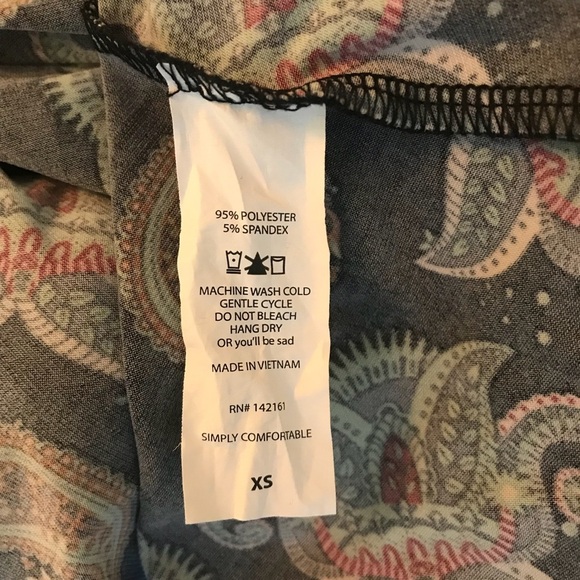 95% POLYESTER
5% SPANDEX
MACHINE WASH COLD
GENTLE CYCLE
DO NOT BLEACH
HANG DRY
OR you'll be sad
MADE IN VIETNAM
RN# 142161
SIMPLY COMFORTABLE
XS